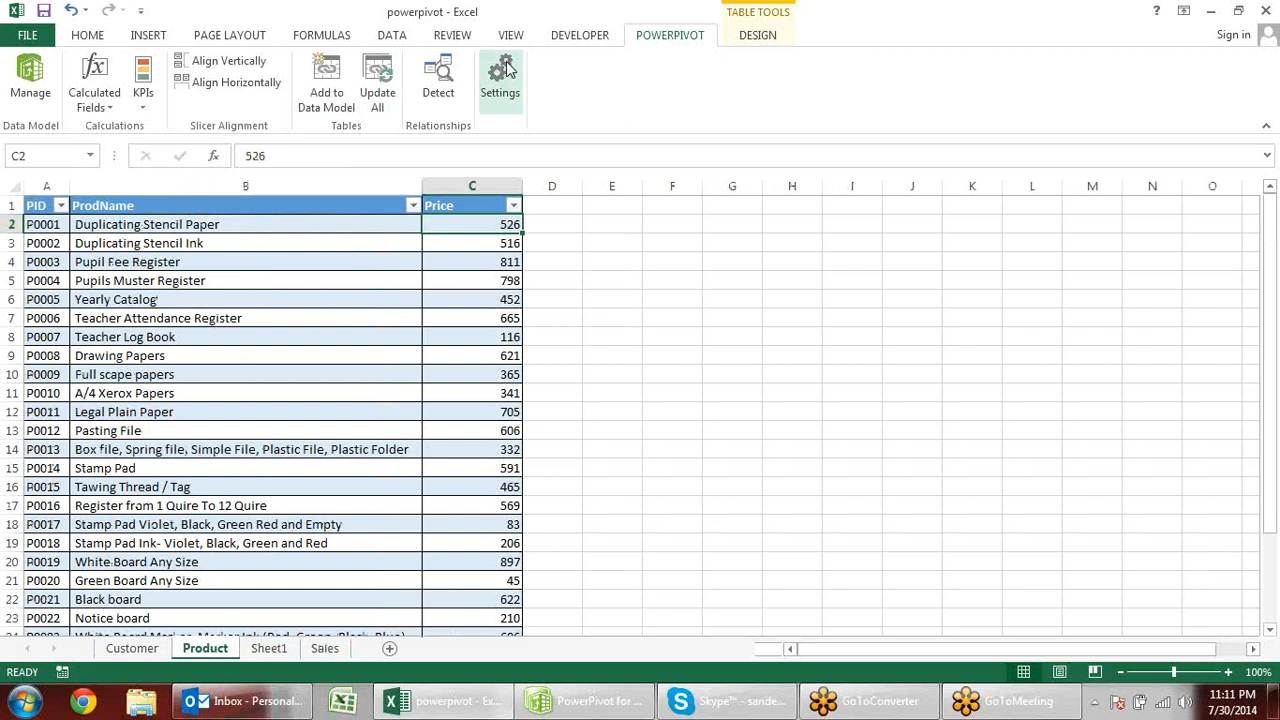 powerpivot - Excel
TABLE TOOLS
Sign in
FILE HOME INSERT PAGE LAYOUT FORMULAS DATA REVIEW VIEW DEVELOPER POWERPIVOT DESIGN
Manage
Calculated Fields
KPIs
Align Vertically
Align Horizontally
Add to Data Model
Update All
Detect
Settings
Data Model Calculations Slicer Alignment Tables Relationships
C2 fx 526
A B C D E F G H I J K L M N O
1 PID ProdName Price
2 P0001 Duplicating Stencil Paper 526
3 P0002 Duplicating Stencil Ink 516
4 P0003 Pupil Fee Register 811
5 P0004 Pupils Muster Register 798
6 P0005 Yearly Catalog 452
7 P0006 Teacher Attendance Register 665
8 P0007 Teacher Log Book 116
9 P0008 Drawing Papers 621
10 P0009 Full scape papers 365
11 P0010 A/4 Xerox Papers 341
12 P0011 Legal Plain Paper 705
13 P0012 Pasting File 606
14 P0013 Box file, Spring file, Simple File, Plastic File, Plastic Folder 332
15 P0014 Stamp Pad 591
16 P0015 Tawing Thread / Tag 465
17 P0016 Register from 1 Quire To 12 Quire 569
18 P0017 Stamp Pad Violet, Black, Green Red and Empty 83
19 P0018 Stamp Pad Ink- Violet, Black, Green and Red 206
20 P0019 White Board Any Size 897
21 P0020 Green Board Any Size 45
22 P0021 Black board 622
23 P0022 Notice board 210
Customer Product Sheet1 Sales
READY 100%
Inbox - Personal... powerpivot - Exc... PowerPivot for ... Skype™ - sande... GoToConverter GoToMeeting
11:11 PM
7/30/2014